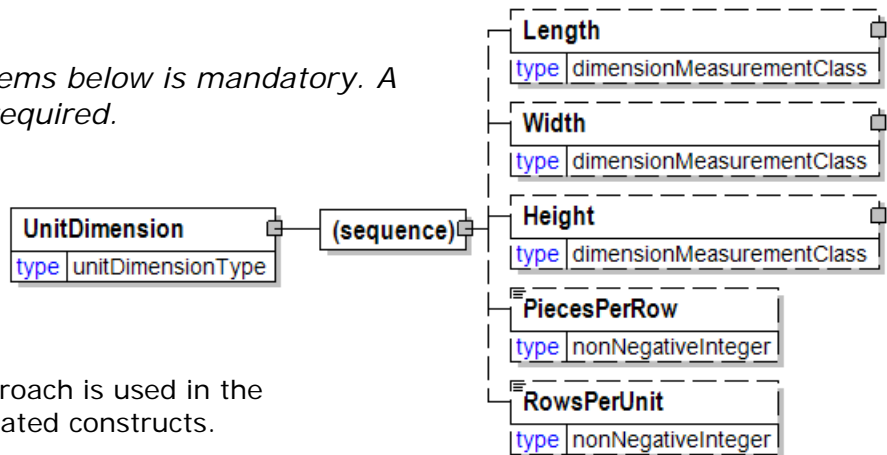 ems below is mandatory. A
equired.
UnitDimension
type unitDimensionType
(sequence)
Length
type dimensionMeasurementClass
Width
type dimensionMeasurementClass
Height
type dimensionMeasurementClass
PiecesPerRow
type nonNegativeInteger
RowsPerUnit
type nonNegativeInteger
roach is used in the
ated constructs.